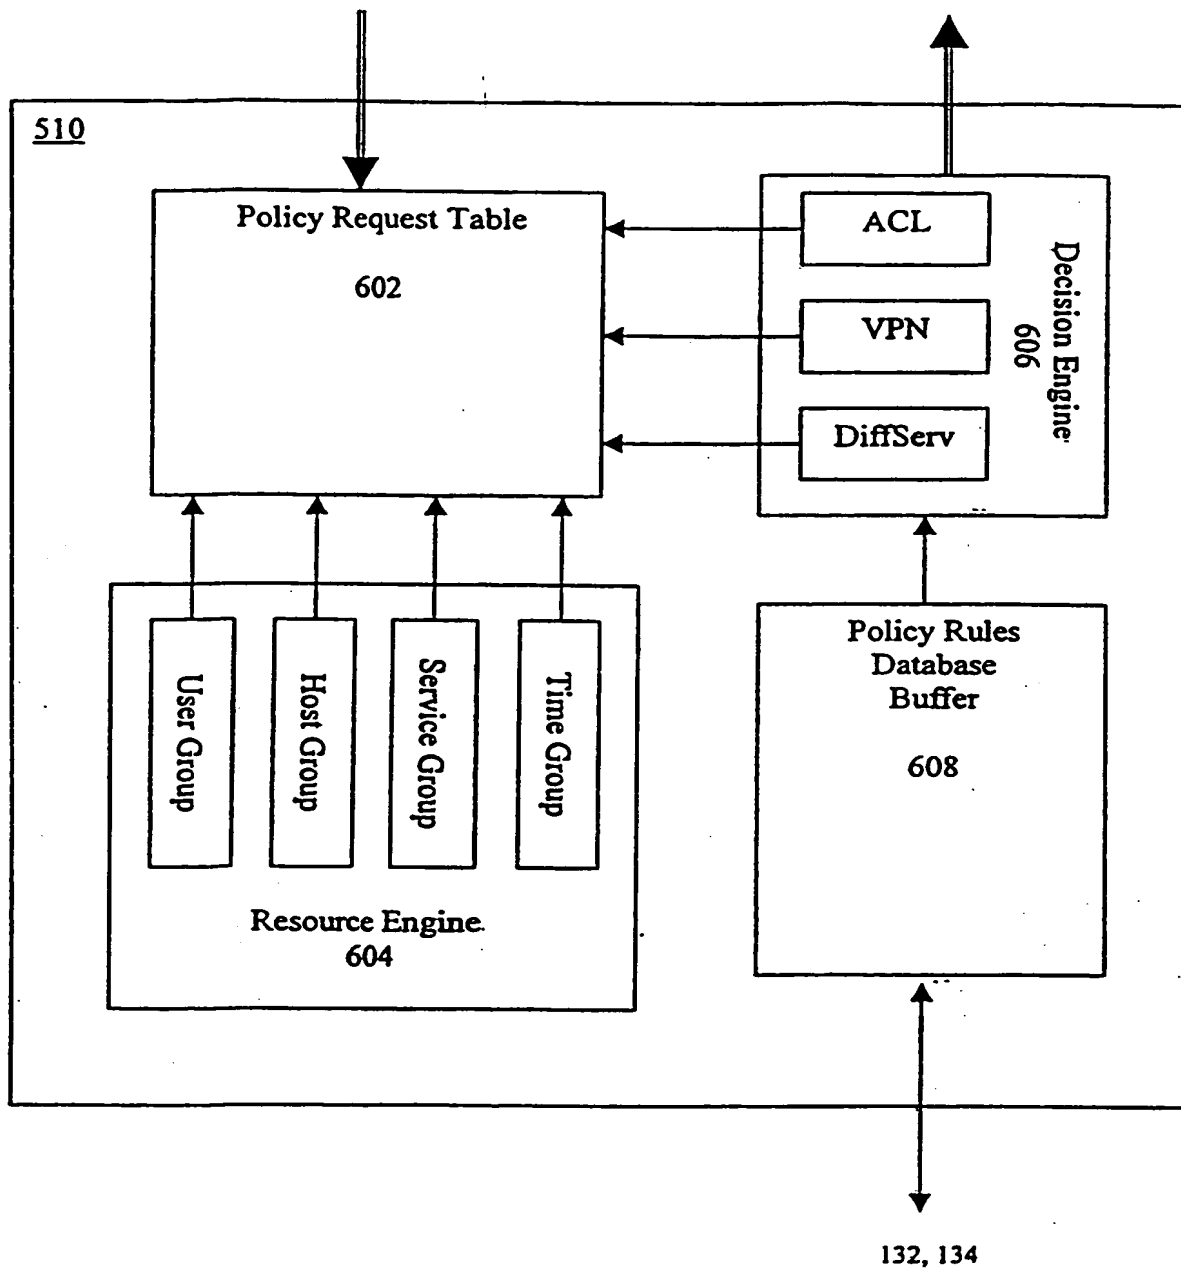 510
Policy Request Table
602
ACL
VPN
DiffServ
Decision Engine
606
User Group
Host Group
Service Group
Time Group
Resource Engine
604
Policy Rules
Database
Buffer
608
132, 134